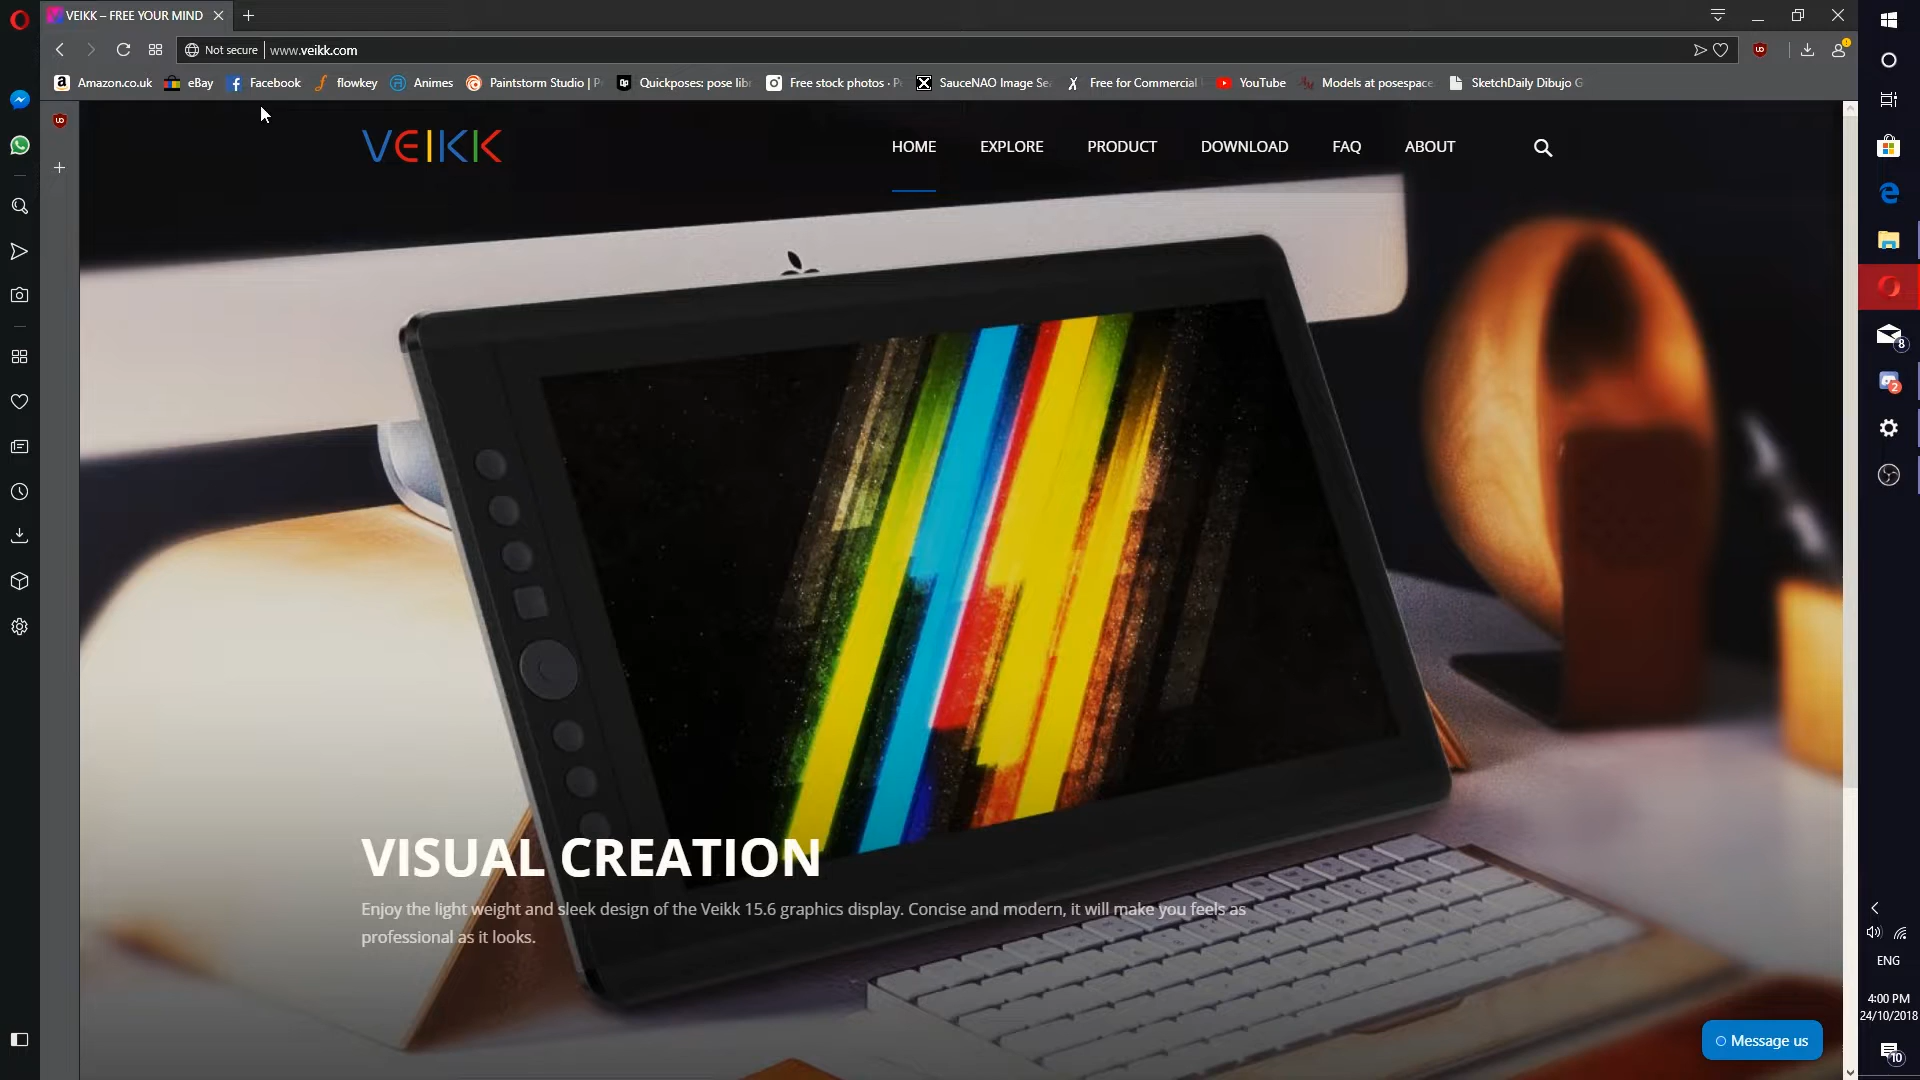 VEIKK – FREE YOUR MIND
Not secure www.veikk.com
Amazon.co.uk eBay Facebook flowkey Animes Paintstorm Studio | P Quickposes: pose libr Free stock photos · P SauceNAO Image Se Free for Commercial YouTube Models at posespace. SketchDaily Dibujo G
VEIKK
HOME EXPLORE PRODUCT DOWNLOAD FAQ ABOUT
8
2
VISUAL CREATION
Enjoy the light weight and sleek design of the Veikk 15.6 graphics display. Concise and modern, it will make you feels as
professional as it looks.
ENG
4:00 PM
24/10/2018
Message us
10